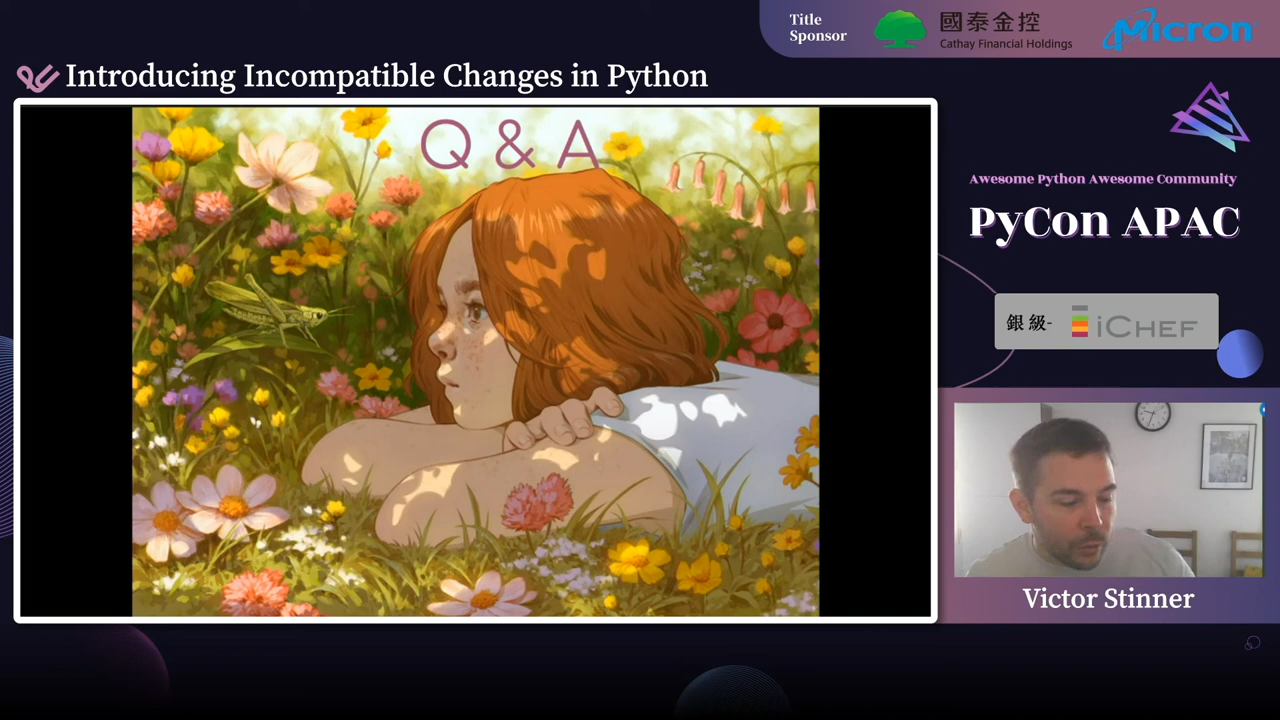 Title
Sponsor
國泰金控
Cathay Financial Holdings
Micron
Introducing Incompatible Changes in Python
Q & A
Awesome Python Awesome Community
PyCon APAC
銀級-
iCHEF
Victor Stinner